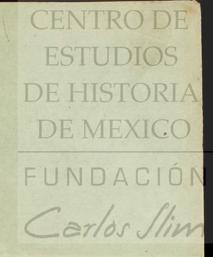 CENTRO DE
ESTUDIOS
DE HISTORIA
DE MEXICO
FUNDACIÓN
Carlos Slim